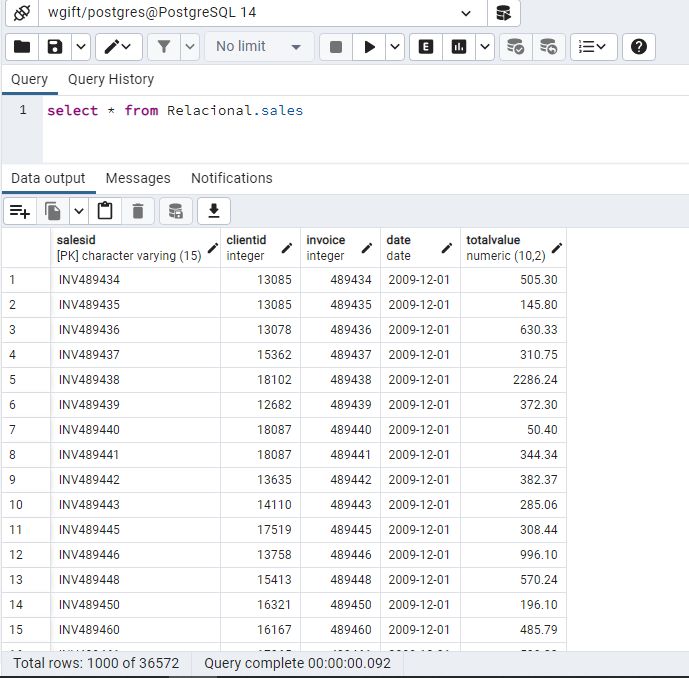 wgift/postgres@PostgreSQL 14
No limit
E
Query Query History
1 select * from Relacional.sales
Data output Messages Notifications
salesid clientid invoice date totalvalue
[PK] character varying (15) integer integer date numeric (10,2)
1 INV489434 13085 489434 2009-12-01 505.30
2 INV489435 13085 489435 2009-12-01 145.80
3 INV489436 13078 489436 2009-12-01 630.33
4 INV489437 15362 489437 2009-12-01 310.75
5 INV489438 18102 489438 2009-12-01 2286.24
6 INV489439 12682 489439 2009-12-01 372.30
7 INV489440 18087 489440 2009-12-01 50.40
8 INV489441 18087 489441 2009-12-01 344.34
9 INV489442 13635 489442 2009-12-01 382.37
10 INV489443 14110 489443 2009-12-01 285.06
11 INV489445 17519 489445 2009-12-01 308.44
12 INV489446 13758 489446 2009-12-01 996.10
13 INV489448 15413 489448 2009-12-01 570.24
14 INV489450 16321 489450 2009-12-01 196.10
15 INV489460 16167 489460 2009-12-01 485.79
Total rows: 1000 of 36572 Query complete 00:00:00.092